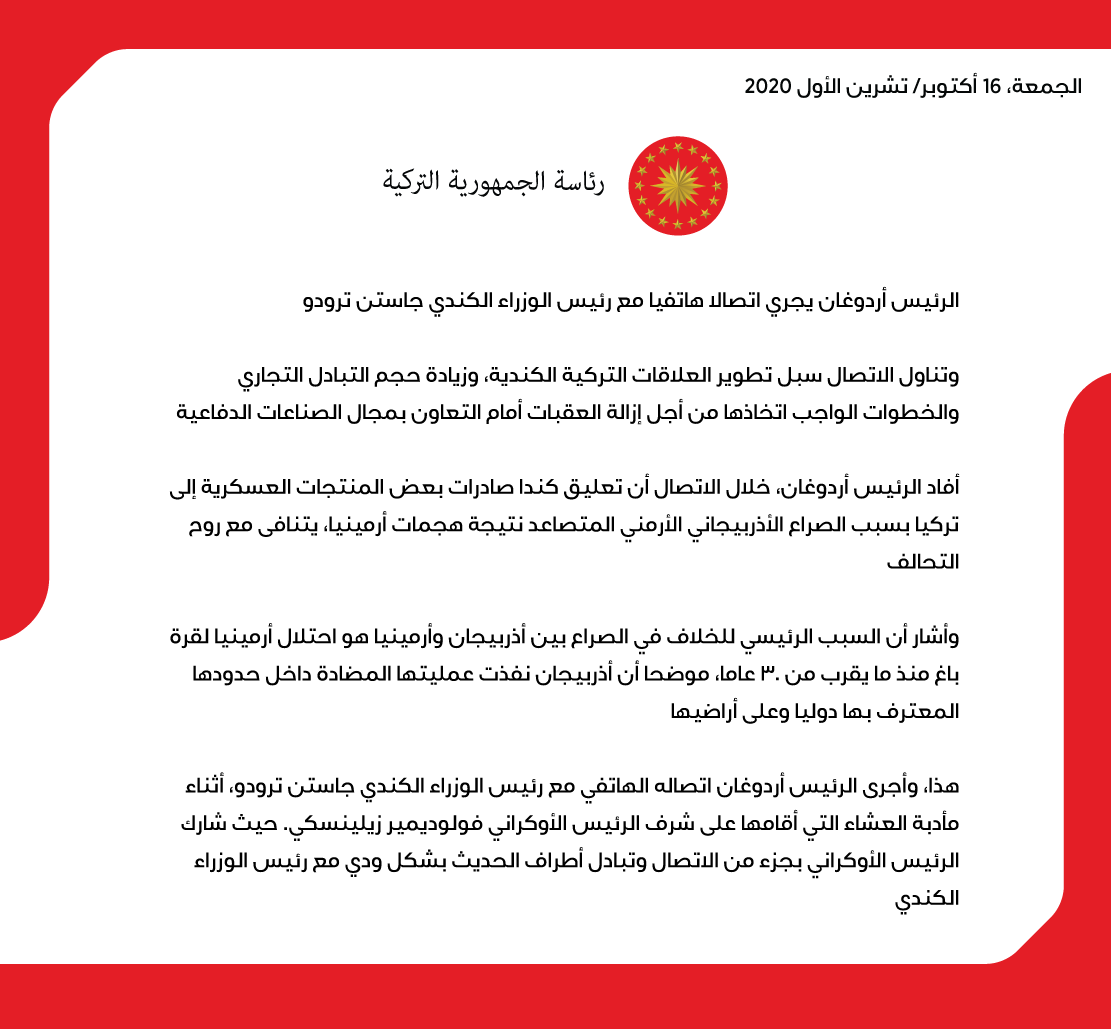 الجمعة، 16 أكتوبر/ تشرين الأول 2020
رئاسة الجمهورية التركية
الرئيس أردوغان يجري اتصالا هاتفيا مع رئيس الوزراء الكندي جاستن ترودو
وتناول الاتصال سبل تطوير العلاقات التركية الكندية، وزيادة حجم التبادل التجاري
والخطوات الواجب اتخاذها من أجل إزالة العقبات أمام التعاون بمجال الصناعات الدفاعية
أفاد الرئيس أردوغان، خلال الاتصال أن تعليق كندا صادرات بعض المنتجات العسكرية إلى
تركيا بسبب الصراع الأذربيجاني الأرمني المتصاعد نتيجة هجمات أرمينيا، يتنافى مع روح
التحالف
وأشار أن السبب الرئيسي للخلاف في الصراع بين أذربيجان وأرمينيا هو احتلال أرمينيا لقرة
باغ منذ ما يقرب من ٣٠ عاما، موضحا أن أذربيجان نفذت عمليتها المضادة داخل حدودها
المعترف بها دوليا وعلى أراضيها
هذا، وأجرى الرئيس أردوغان اتصاله الهاتفي مع رئيس الوزراء الكندي جاستن ترودو، أثناء
مأدبة العشاء التي أقامها على شرف الرئيس الأوكراني فولوديمير زيلينسكي. حيث شارك
الرئيس الأوكراني بجزء من الاتصال وتبادل أطراف الحديث بشكل ودي مع رئيس الوزراء
الكندي